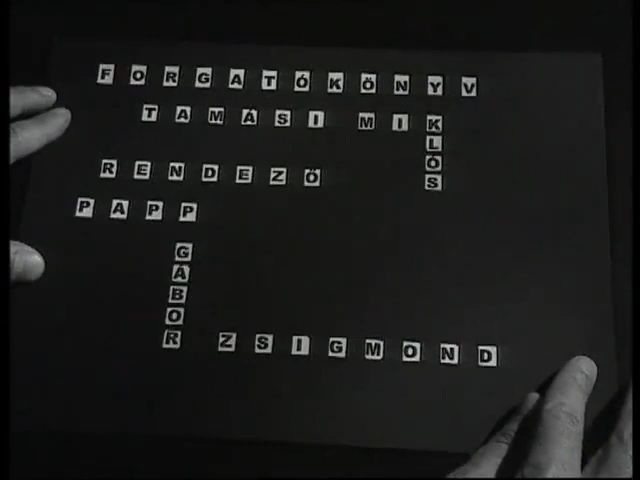 FORGATÓKÖNYV
TAMÁSI MIKLÓS
RENDEZŐ
PAPP
GÁBOR
ZSIGMOND